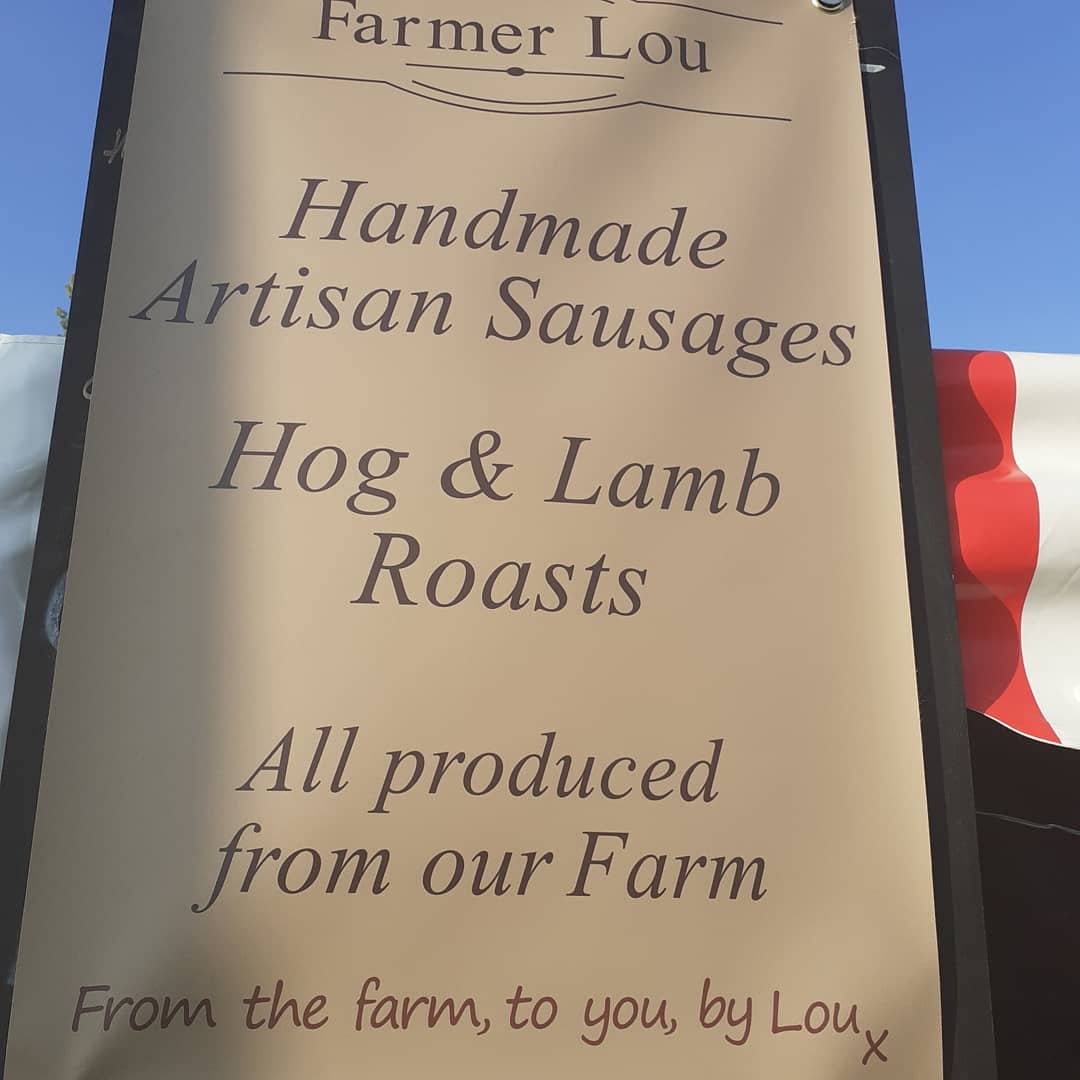 Farmer Lou
Handmade
Artisan Sausages
Hog & Lamb
Roasts
All produced
from our Farm
From the farm, to you, by Lou x